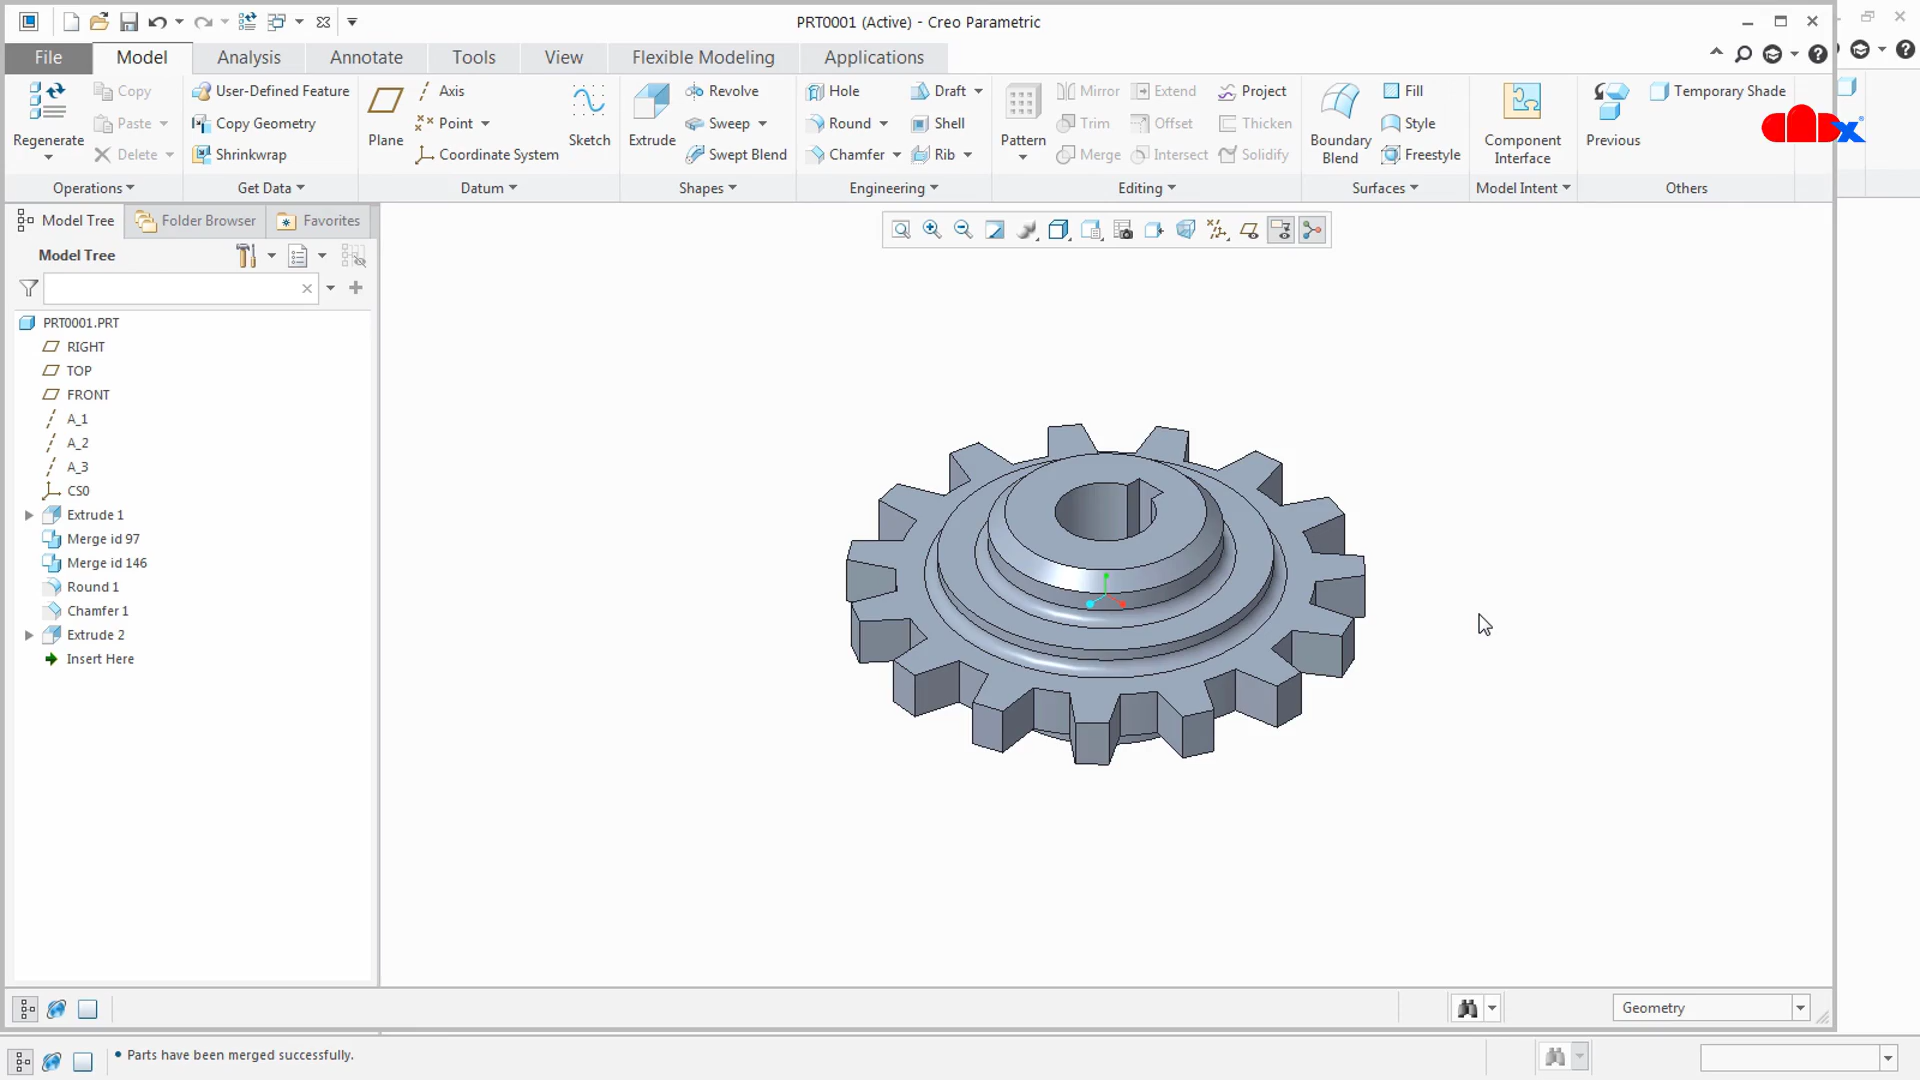 PRT0001 (Active) - Creo Parametric
File Model Analysis Annotate Tools View Flexible Modeling Applications
Regenerate
Copy
Paste
Delete
Operations
User-Defined Feature
Copy Geometry
Shrinkwrap
Get Data
Plane
Axis
Point
Coordinate System
Sketch
Datum
Extrude
Revolve
Sweep
Swept Blend
Shapes
Hole
Round
Chamfer
Draft
Shell
Rib
Engineering
Pattern
Mirror
Trim
Merge
Extend
Offset
Intersect
Project
Thicken
Solidify
Editing
Boundary
Blend
Fill
Style
Freestyle
Surfaces
Component
Interface
Model Intent
Previous
Temporary Shade
Others
Model Tree Folder Browser Favorites
Model Tree
PRT0001.PRT
RIGHT
TOP
FRONT
A_1
A_2
A_3
CS0
Extrude 1
Merge id 97
Merge id 146
Round 1
Chamfer 1
Extrude 2
Insert Here
Geometry
• Parts have been merged successfully.